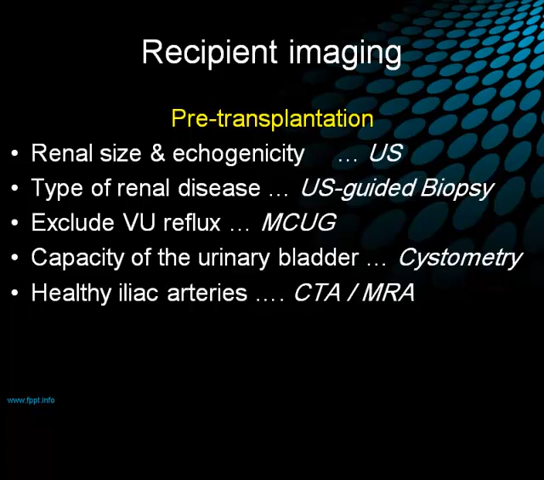 Recipient imaging
Pre-transplantation
• Renal size & echogenicity … US
• Type of renal disease … US-guided Biopsy
• Exclude VU reflux … MCUG
• Capacity of the urinary bladder … Cystometry
• Healthy iliac arteries …. CTA / MRA
www.fppt.info